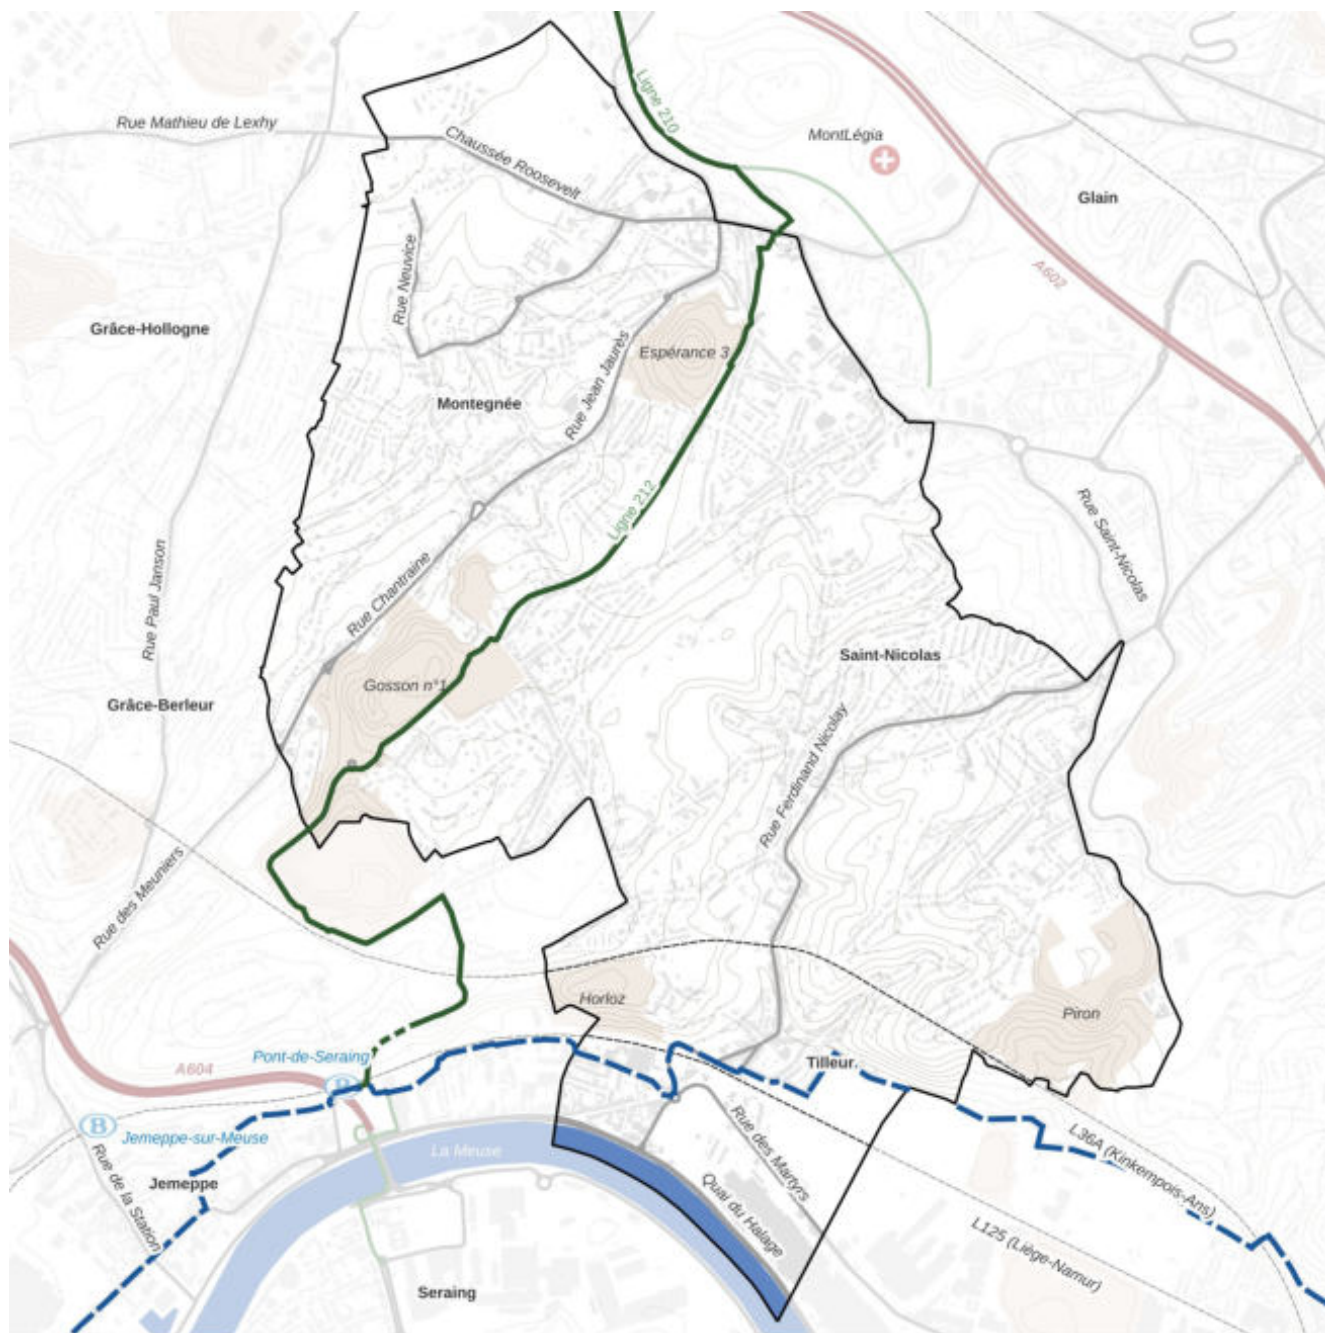 Ligne 210
Rue Mathieu de Lexhy
Chaussée Roosevelt
MontLégia
Glain
A602
Rue Neuvice
Grâce-Hollogne
Espérance 3
Rue Jean Jaurès
Montegnée
Ligne 212
Rue Saint-Nicolas
Rue Paul Janson
Rue Chantraine
Saint-Nicolas
Gosson n°1
Grâce-Berleur
Rue Ferdinand Nicolay
Rue des Meuniers
Horloz
Piron
Pont-de-Seraing
A604
B
Tilleur
B
Jemeppe-sur-Meuse
La Meuse
Rue des Martyrs
L36A (Kinkempois-Ans)
Rue de la Station
Jemeppe
Quai du Halage
L125 (Liège-Namur)
Seraing